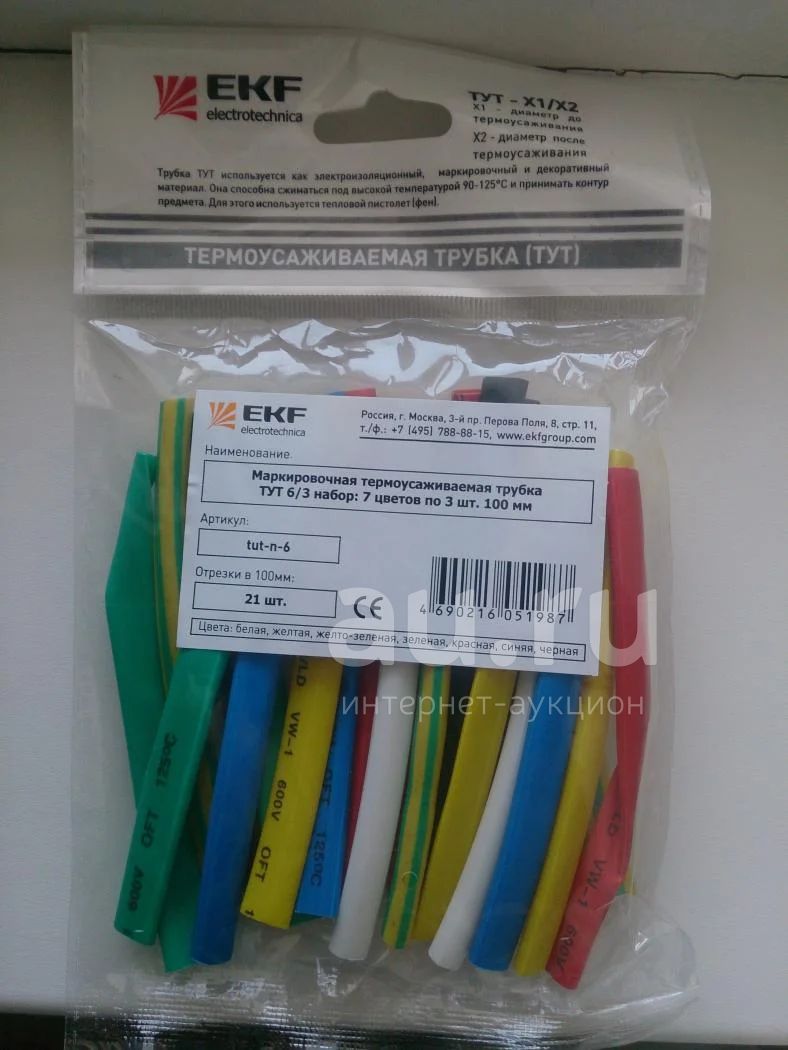 EKF
electrotechnica
ТУТ – X1/X2
X1 - диаметр до
термоусаживания
X2 - диаметр после
термоусаживания
Трубка ТУТ используется как электроизоляционный, маркировочный и декоративный
материал. Она способна сжиматься под высокой температурой 90-125°С и принимать контур
предмета. Для этого используется тепловой пистолет (фен).
ТЕРМОУСАЖИВАЕМАЯ ТРУБКА (ТУТ)
EKF
electrotechnica
Россия, г. Москва, 3-й пр. Перова Поля, 8, стр. 11,
т./ф.: +7 (495) 788-88-15, www.ekfgroup.com
Наименование:
Маркировочная термоусаживаемая трубка
ТУТ 6/3 набор: 7 цветов по 3 шт. 100 мм
Артикул:
tut-n-6
Отрезки в 100мм:
21 шт.
CE
4 690216 051987
Цвета: белая, желтая, желто-зеленая, зеленая, красная, синяя, черная
au.ru
интернет-аукцион
600V OFT 125°C
VW-1 600V OFT 1
OFT 125°C
VW-1 600V